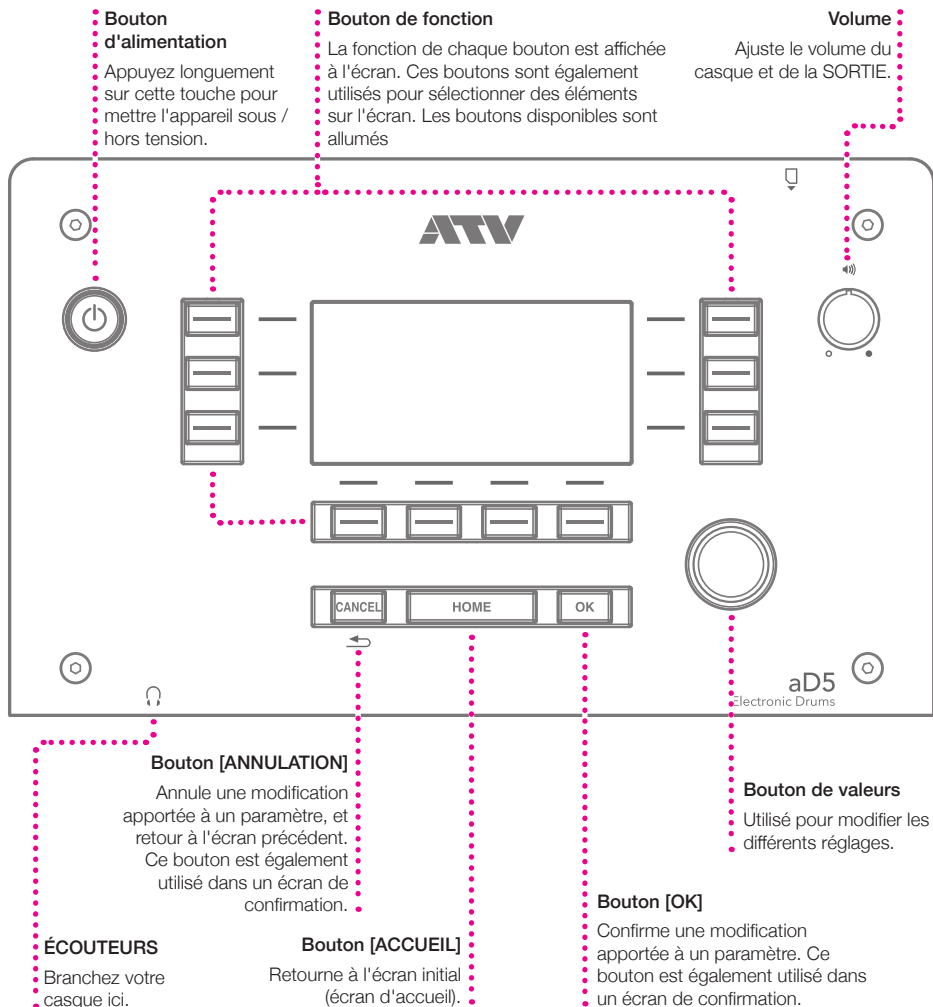 Bouton
d'alimentation
Appuyez longuement
sur cette touche pour
mettre l'appareil sous /
hors tension.
Bouton de fonction
La fonction de chaque bouton est affichée
à l'écran. Ces boutons sont également
utilisés pour sélectionner des éléments
sur l'écran. Les boutons disponibles sont
allumés
Volume
Ajuste le volume du
casque et de la SORTIE.
ATV
CANCEL
HOME
OK
aD5
Electronic Drums
Bouton [ANNULATION]
Annule une modification
apportée à un paramètre, et
retour à l'écran précédent.
Ce bouton est également
utilisé dans un écran de
confirmation.
Bouton de valeurs
Utilisé pour modifier les
différents réglages.
ÉCOUTEURS
Branchez votre
casque ici.
Bouton [ACCUEIL]
Retourne à l'écran initial
(écran d'accueil).
Bouton [OK]
Confirme une modification
apportée à un paramètre. Ce
bouton est également utilisé dans
un écran de confirmation.